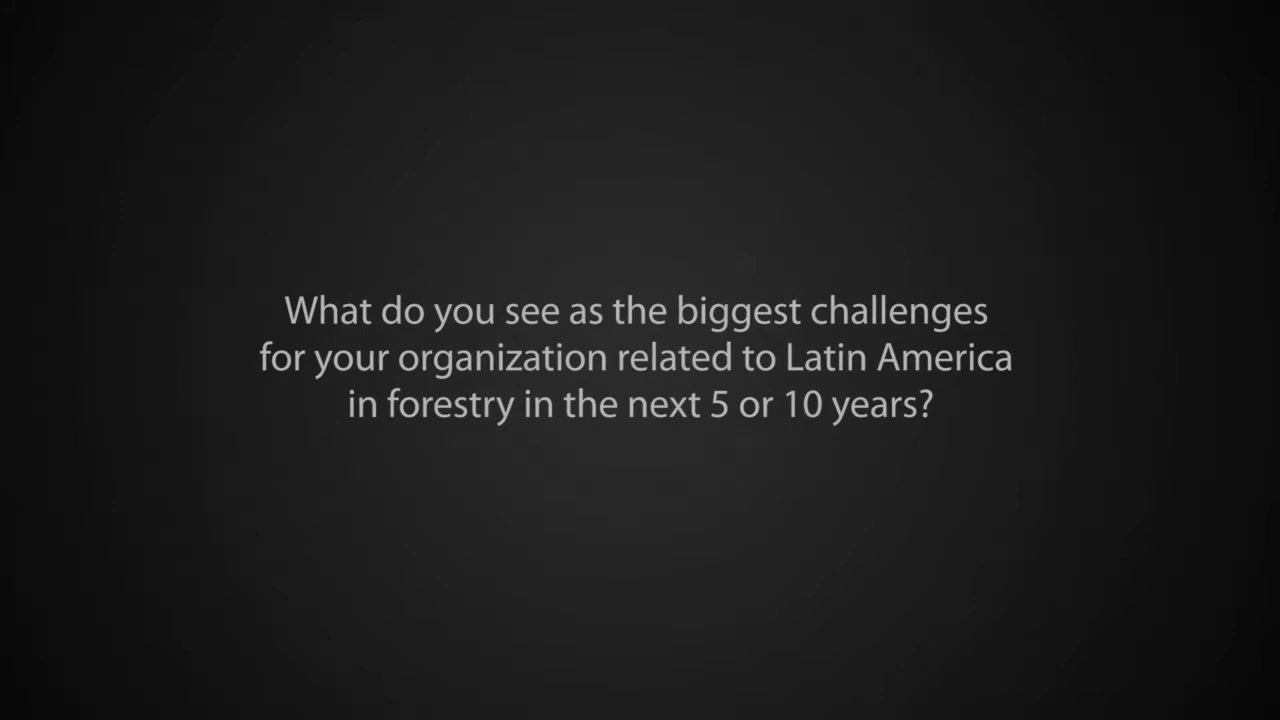 What do you see as the biggest challenges
for your organization related to Latin America
in forestry in the next 5 or 10 years?